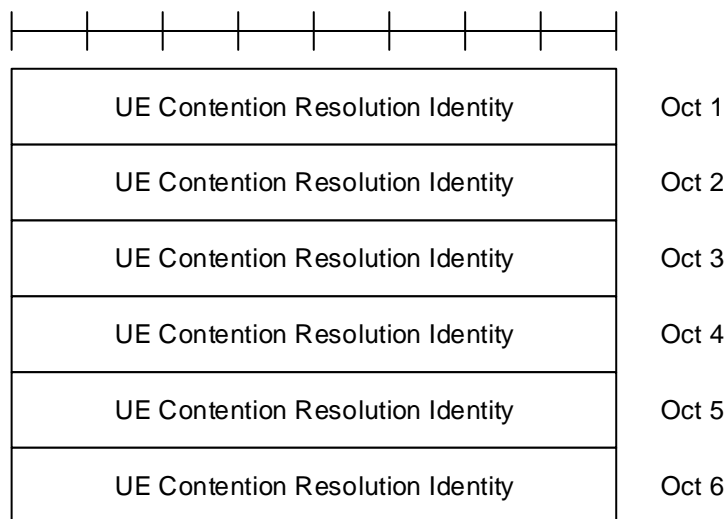 UE Contention Resolution Identity Oct 1
UE Contention Resolution Identity Oct 2
UE Contention Resolution Identity Oct 3
UE Contention Resolution Identity Oct 4
UE Contention Resolution Identity Oct 5
UE Contention Resolution Identity Oct 6